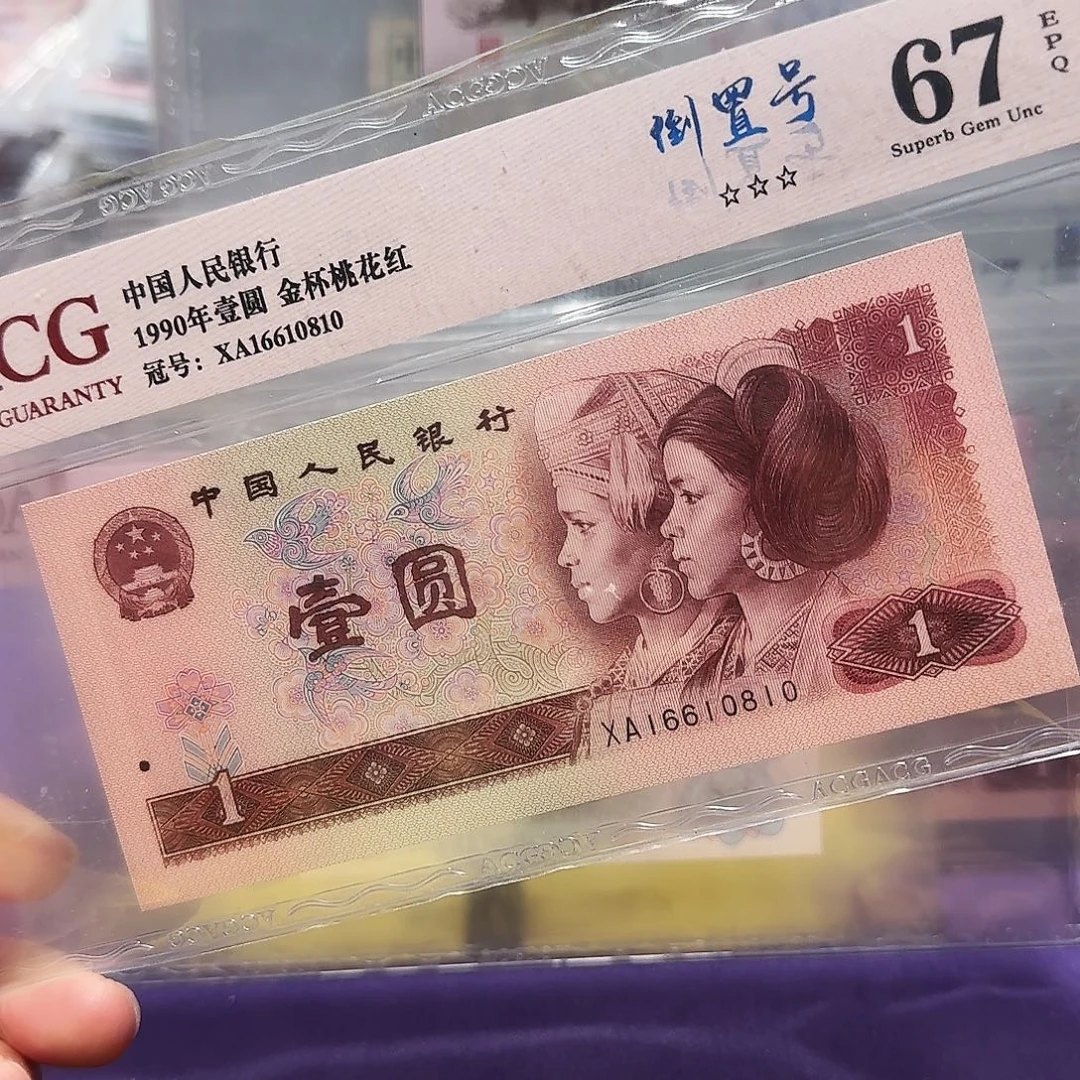 倒置号
67
EPQ
Superb Gem Unc
☆☆☆
CG
GUARANTY
中国人民银行
1990年壹圆 金杯桃花红
冠号：XA16610810
中国人民银行
1
壹圆
1
XA16610810
1
ACGACG